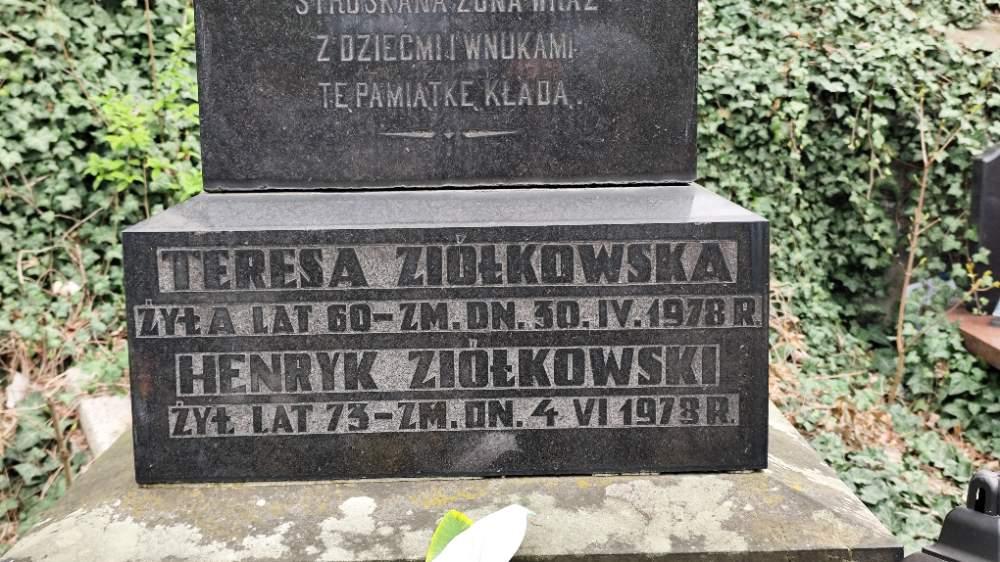 STROSKANA ŻONA WRAZ
Z DZIEĆMI I WNUKAMI
TĘ PAMIĄTKĘ KŁADĄ.
TERESA ZIÓŁKOWSKA
ŻYŁA LAT 60-ZM. DN. 30. IV. 1978 R.
HENRYK ZIÓŁKOWSKI
ŻYŁ LAT 73-ZM. DN. 4 VI 1978 R.